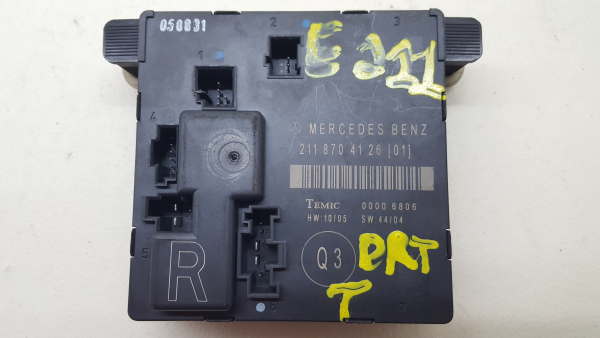 050831
1
2
3
E 211
4
MERCEDES BENZ
211 870 41 26 [01]
TEMIC 0000 6806
HW: 10/05 SW: 44/04
5
R
Q3
PRT
T
6
7